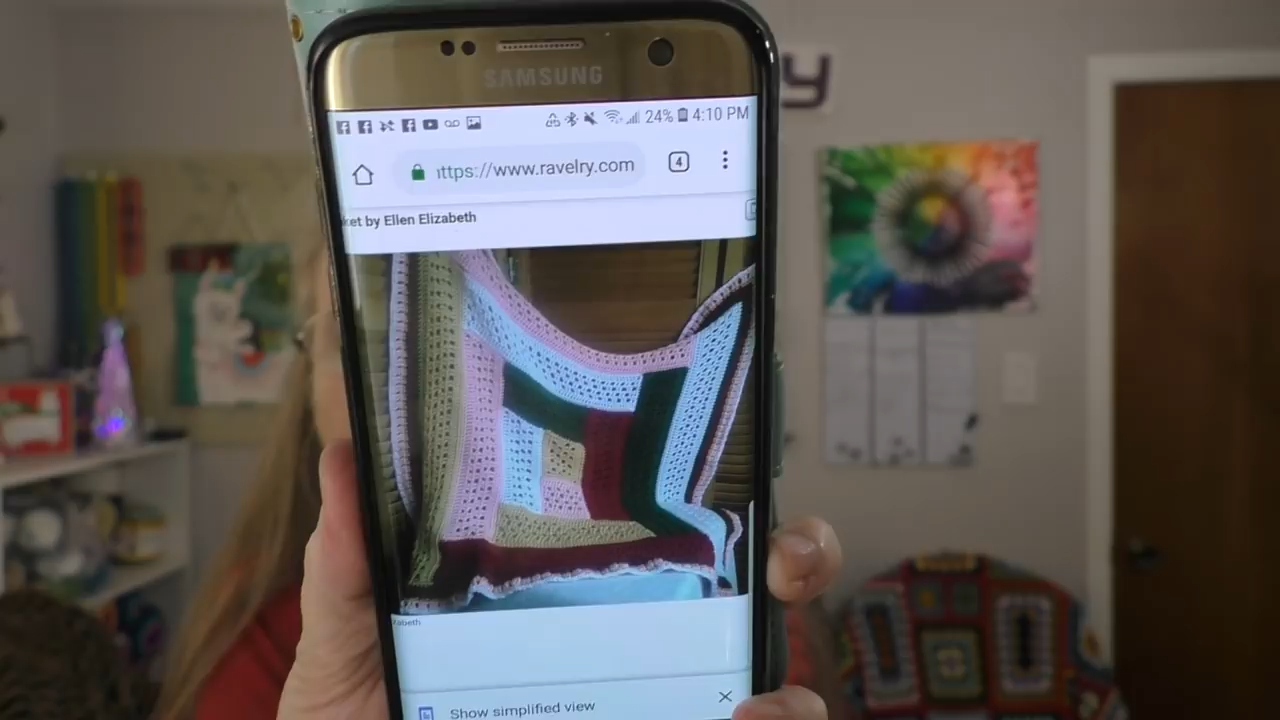 SAMSUNG
24% 4:10 PM
ttps://www.ravelry.com
4
ket by Ellen Elizabeth
zabeth
Show simplified view
y